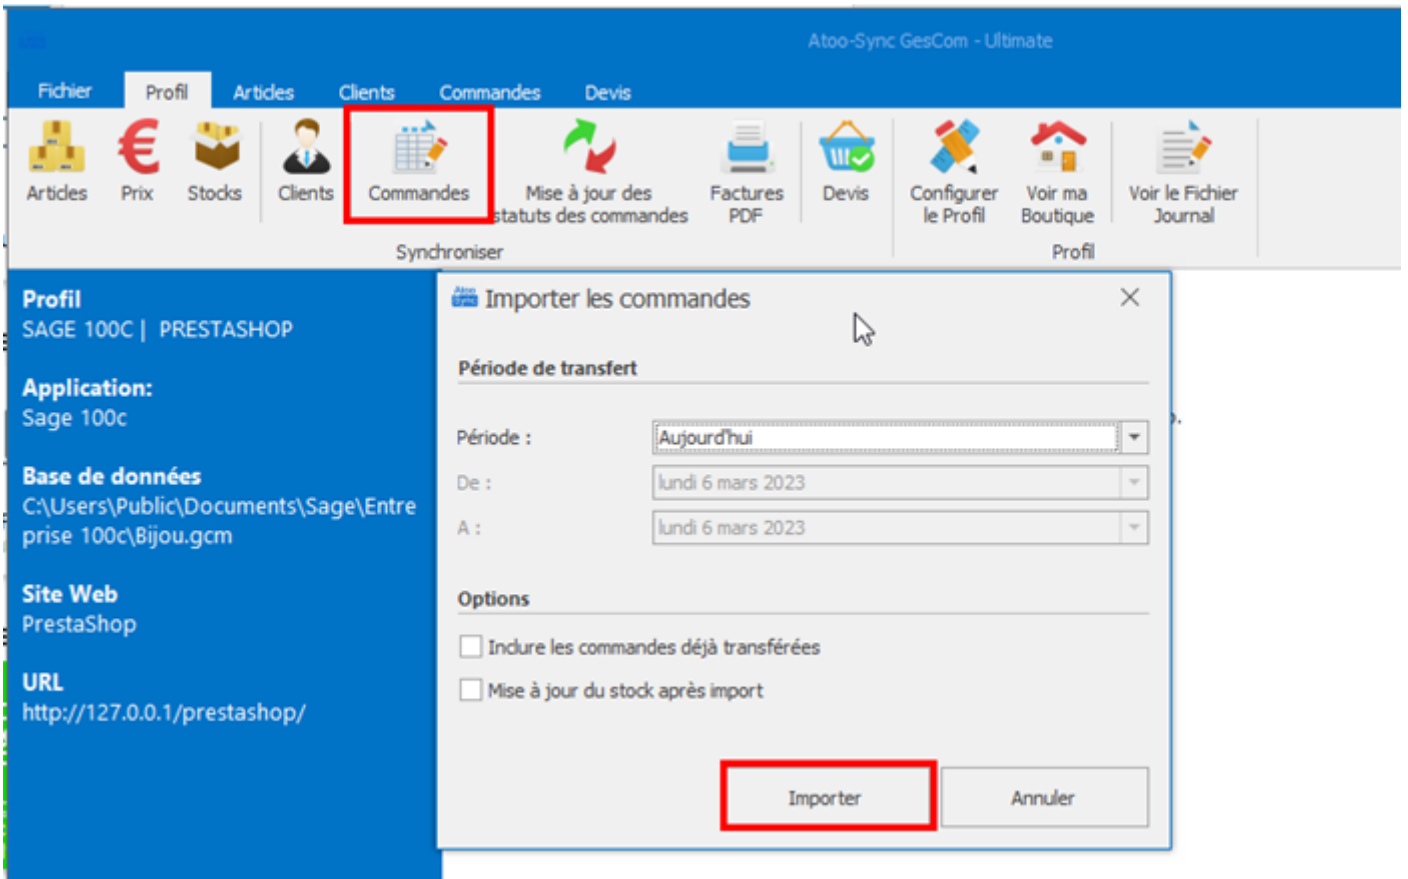 Atoo-Sync GesCom - Ultimate
Fichier Profil Articles Clients Commandes Devis
Articles Prix Stocks Clients Commandes Mise à jour des statuts des commandes Factures PDF Devis Configurer le Profil Voir ma Boutique Voir le Fichier Journal
Synchroniser Profil
Profil
SAGE 100C | PRESTASHOP
Application:
Sage 100c
Base de données
C:\Users\Public\Documents\Sage\Entre
prise 100c\Bijou.gcm
Site Web
PrestaShop
URL
http://127.0.0.1/prestashop/
Atoo Sync Importer les commandes
Période de transfert
Période : Aujourd'hui
De : lundi 6 mars 2023
A : lundi 6 mars 2023
Options
Inclure les commandes déjà transférées
Mise à jour du stock après import
Importer Annuler